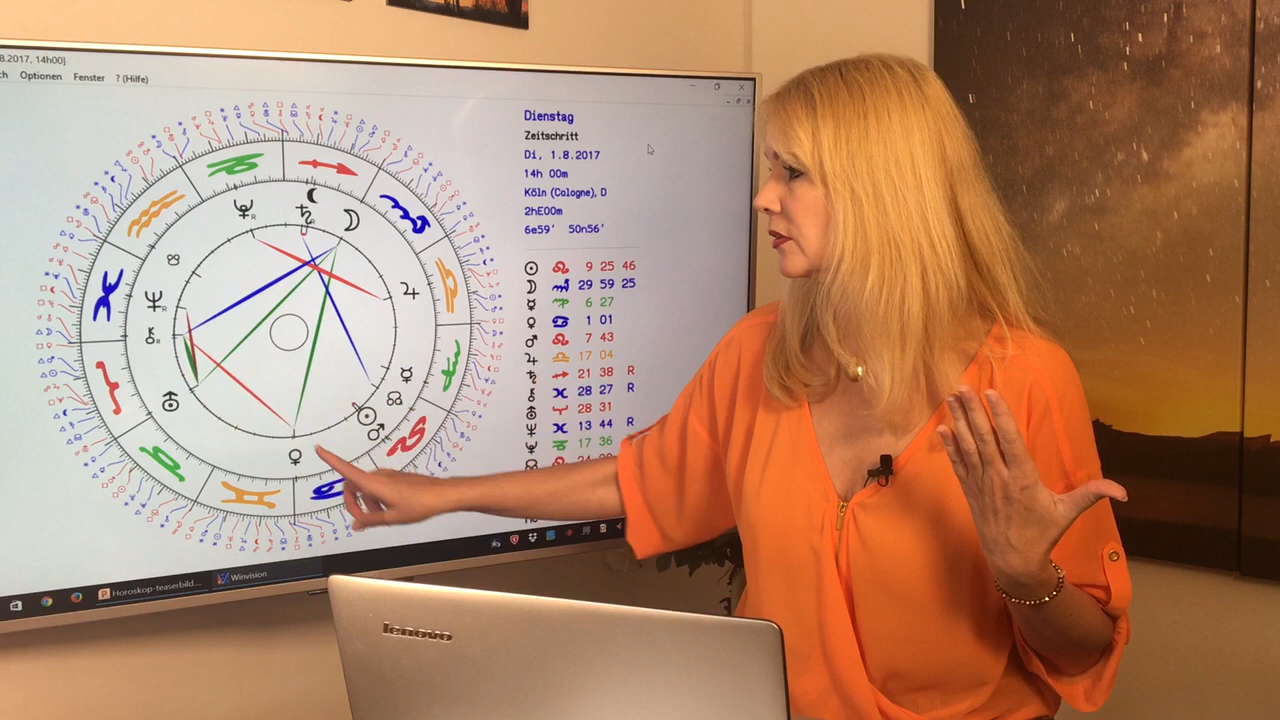 8.2017, 14h00]
ch Optionen Fenster ? (Hilfe)
Dienstag
Zeitschritt
Di, 1.8.2017
14h 00m
Köln (Cologne), D
2hE00m
6e59' 50n56'
☉ ♌ 9 25 46
☽ ♏ 29 59 25
☿ ♍ 6 27
♀ ♋ 1 01
♂ ♌ 7 43
♃ ♎ 17 04
♄ ♐ 21 38 R
⚷ ♓ 28 27 R
⛢ ♈ 28 31
♆ ♓ 13 44 R
♇ ♑ 17 36
R
R
R
R
Horoskop-teaserbild...
Winvision
lenovo